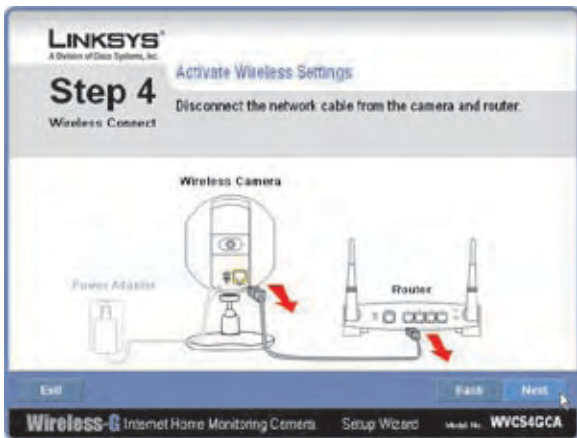 LINKSYS®
A Division of Cisco Systems, Inc.
Step 4
Wireless Connect
Activate Wireless Settings
Disconnect the network cable from the camera and router.
Wireless Camera
Power Adapter
Router
Exit
Back
Next
Wireless-G Internet Home Monitoring Camera
Setup Wizard
Model No. WVC54GCA